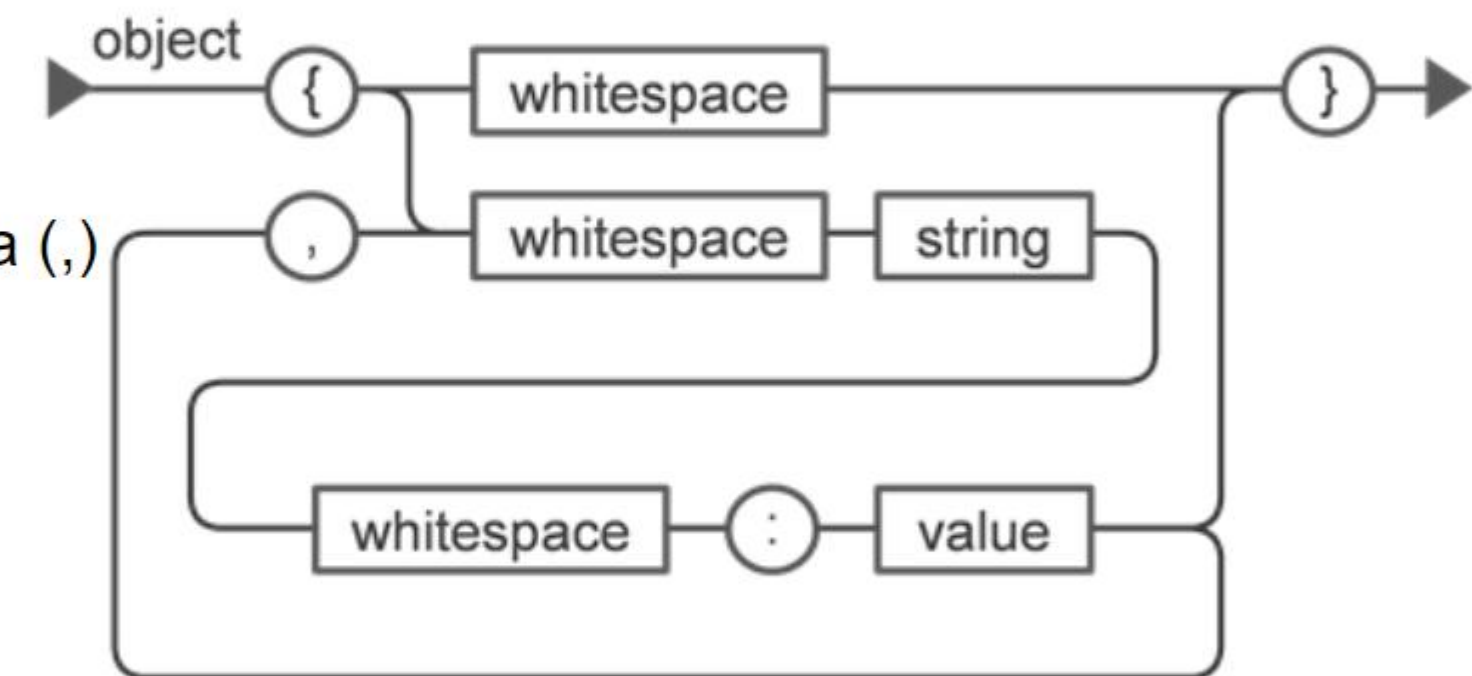 object
{ whitespace }
a (,) , whitespace string
whitespace : value